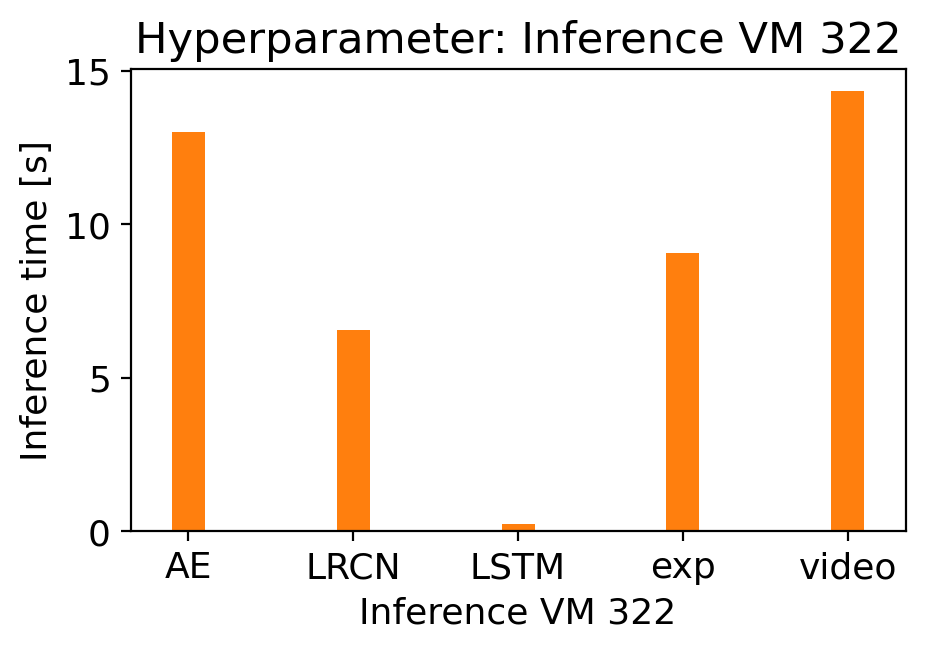 Hyperparameter: Inference VM 322
Inference time [s]
15
10
5
0
AE LRCN LSTM exp video
Inference VM 322